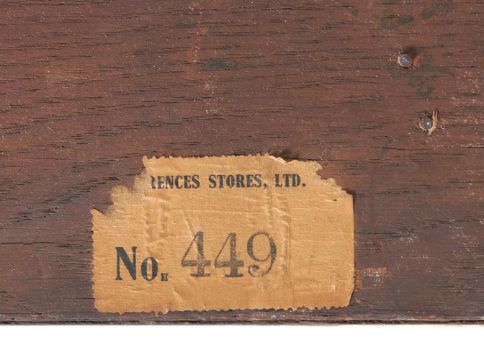 RENCES STORES, LTD.
No. 449